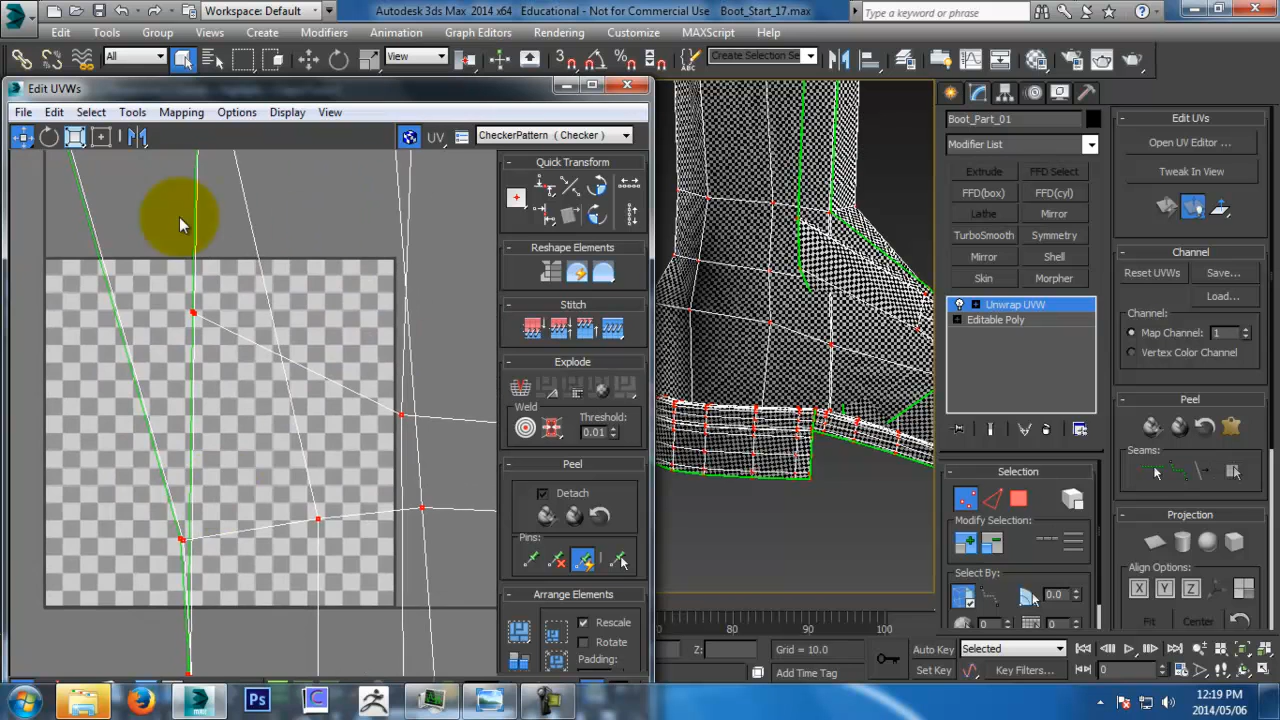 Workspace: Default
Autodesk 3ds Max 2014 x64
Educational - Not for Commercial Use
Boot_Start_17.max
Type a keyword or phrase
Edit
Tools
Group
Views
Create
Modifiers
Animation
Graph Editors
Rendering
Customize
MAXScript
Help
All
View
Create Selection Se
Edit UVWs
File
Edit
Select
Tools
Mapping
Options
Display
View
UV
CheckerPattern ( Checker )
Quick Transform
Reshape Elements
Stitch
Explode
Weld
Threshold:
0.01
Peel
Detach
Pins:
Arrange Elements
Rescale
Rotate
Padding:
Boot_Part_01
Modifier List
Extrude
FFD Select
FFD(box)
FFD(cyl)
Lathe
Mirror
TurboSmooth
Symmetry
Mirror
Shell
Skin
Morpher
Unwrap UVW
Editable Poly
Selection
Modify Selection:
Select By:
0.0
0
0
Edit UVs
Open UV Editor ...
Tweak In View
Channel
Reset UVWs
Save...
Load...
Channel:
Map Channel:
1
Vertex Color Channel
Peel
Seams:
Projection
Align Options:
X
Y
Z
Fit
Center
80
90
100
Z:
Grid = 10.0
Add Time Tag
Auto Key
Selected
Set Key
Key Filters...
0
Ps
12:19 PM
2014/05/06